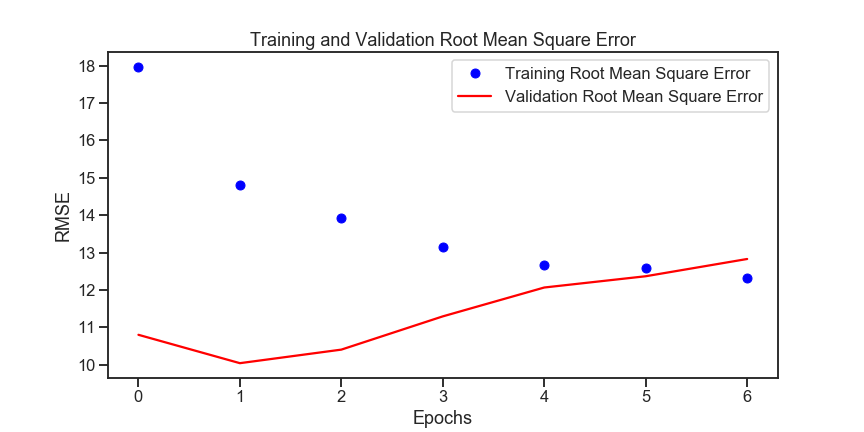 Training and Validation Root Mean Square Error
18
17
16
15
14
13
12
11
10
RMSE
Training Root Mean Square Error
Validation Root Mean Square Error
0 1 2 3 4 5 6
Epochs